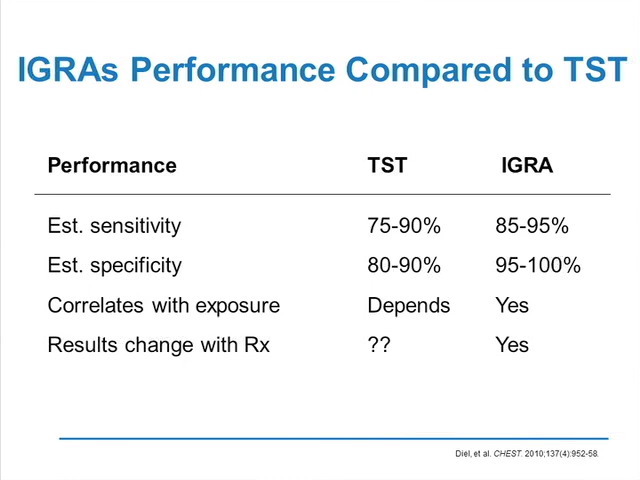 IGRAs Performance Compared to TST
Performance TST IGRA
Est. sensitivity 75-90% 85-95%
Est. specificity 80-90% 95-100%
Correlates with exposure Depends Yes
Results change with Rx ?? Yes
Diel, et al. CHEST. 2010;137(4):952-58.